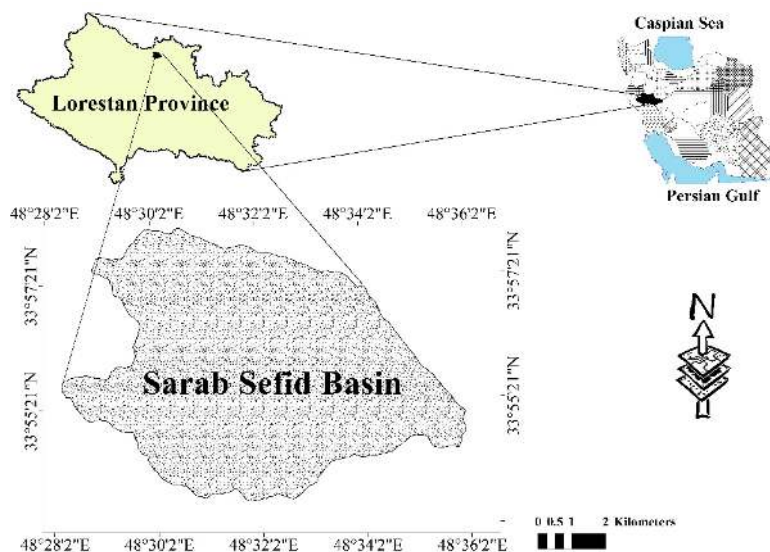 Caspian Sea
Lorestan Province
Persian Gulf
48°28'2"E 48°30'2"E 48°32'2"E 48°34'2"E 48°36'2"E
33°57'21"N
33°57'21"N
Sarab Sefid Basin
33°55'21"N
33°55'21"N
N
0 0.5 1 2 Kilometers
48°28'2"E 48°30'2"E 48°32'2"E 48°34'2"E 48°36'2"E